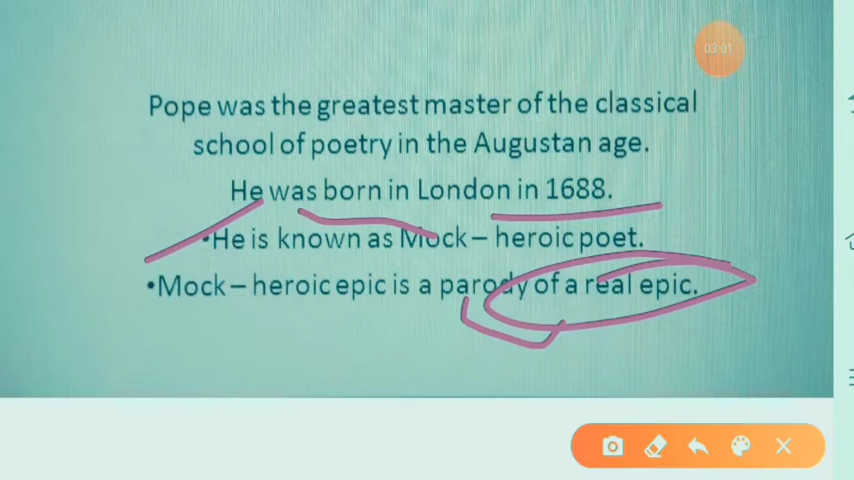 03:01
Pope was the greatest master of the classical
school of poetry in the Augustan age.
He was born in London in 1688.
•He is known as Mock – heroic poet.
•Mock – heroic epic is a parody of a real epic.